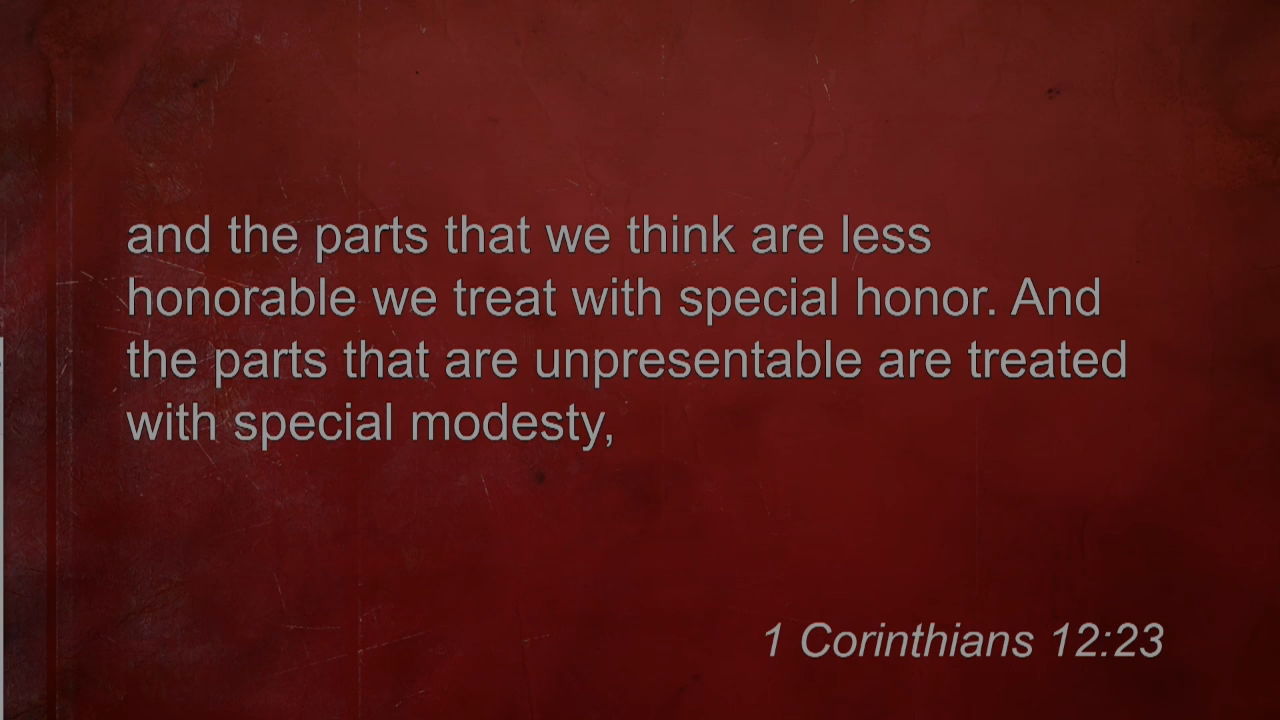 and the parts that we think are less
honorable we treat with special honor. And
the parts that are unpresentable are treated
with special modesty,
1 Corinthians 12:23